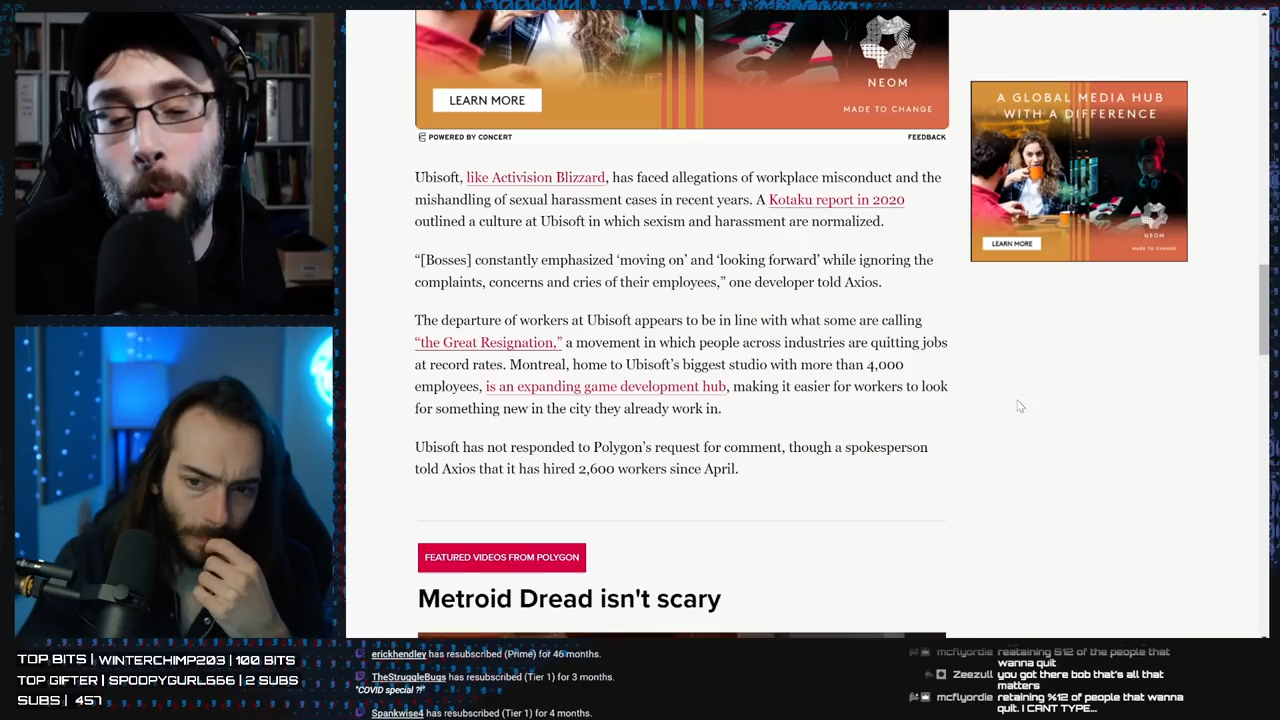 NEOM
LEARN MORE
MADE TO CHANGE
POWERED BY CONCERT
FEEDBACK
A GLOBAL MEDIA HUB
WITH A DIFFERENCE
NEOM
LEARN MORE
MADE TO CHANGE
Ubisoft, like Activision Blizzard, has faced allegations of workplace misconduct and the
mishandling of sexual harassment cases in recent years. A Kotaku report in 2020
outlined a culture at Ubisoft in which sexism and harassment are normalized.
“[Bosses] constantly emphasized ‘moving on’ and ‘looking forward’ while ignoring the
complaints, concerns and cries of their employees,” one developer told Axios.
The departure of workers at Ubisoft appears to be in line with what some are calling
“the Great Resignation,” a movement in which people across industries are quitting jobs
at record rates. Montreal, home to Ubisoft’s biggest studio with more than 4,000
employees, is an expanding game development hub, making it easier for workers to look
for something new in the city they already work in.
Ubisoft has not responded to Polygon’s request for comment, though a spokesperson
told Axios that it has hired 2,600 workers since April.
FEATURED VIDEOS FROM POLYGON
Metroid Dread isn't scary
TOP BITS | WINTERCHIMP203 | 100 BITS
TOP GIFTER | SPOOPYGURL666 | 2 SUBS
SUBS | 457
erickhendley has resubscribed (Prime) for 46 months.
TheStruggleBugs has resubscribed (Tier 1) for 3 months.
"COVID special ?!"
Spankwise4 has resubscribed (Tier 1) for 4 months.
mcflyordie reataining 512 of the people that
wanna quit
Zeezull you got there bob that's all that
matters
mcflyordie retaining %12 of people that wanna
quit. I CANT TYPE...